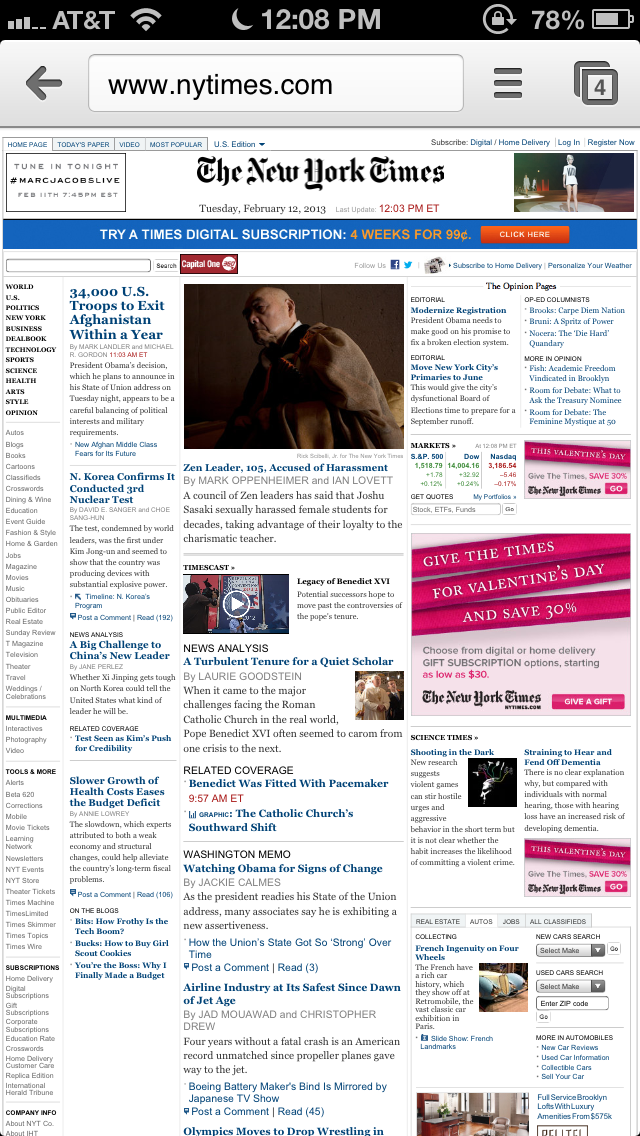 AT&T 12:08 PM 78%
www.nytimes.com
4
HOME PAGE TODAY'S PAPER VIDEO MOST POPULAR U.S. Edition
Subscribe: Digital / Home Delivery Log In Register Now
TUNE IN TONIGHT
#MARCJACOBSLIVE
FEB 11TH 7:45PM EST
The New York Times
Tuesday, February 12, 2013 Last Update: 12:03 PM ET
TRY A TIMES DIGITAL SUBSCRIPTION: 4 WEEKS FOR 99¢. CLICK HERE
Search Capital One 360
Follow Us Subscribe to Home Delivery | Personalize Your Weather
WORLD
U.S.
POLITICS
NEW YORK
BUSINESS
DEALBOOK
TECHNOLOGY
SPORTS
SCIENCE
HEALTH
ARTS
STYLE
OPINION
Autos
Blogs
Books
Cartoons
Classifieds
Crosswords
Dining & Wine
Education
Event Guide
Fashion & Style
Home & Garden
Jobs
Magazine
Movies
Music
Obituaries
Public Editor
Real Estate
Sunday Review
T Magazine
Television
Theater
Travel
Weddings /
Celebrations
MULTIMEDIA
Interactives
Photography
Video
TOOLS & MORE
Alerts
Beta 620
Corrections
Mobile
Movie Tickets
Learning
Network
Newsletters
NYT Events
NYT Store
Theater Tickets
Times Machine
TimesLimited
Times Skimmer
Times Topics
Times Wire
SUBSCRIPTIONS
Home Delivery
Digital
Subscriptions
Gift
Subscriptions
Corporate
Subscriptions
Education Rate
Crosswords
Home Delivery
Customer Care
Replica Edition
International
Herald Tribune
COMPANY INFO
About NYT Co.
About IHT
34,000 U.S.
Troops to Exit
Afghanistan
Within a Year
By MARK LANDLER and MICHAEL
R. GORDON 11:03 AM ET
President Obama's decision,
which he plans to announce in
his State of Union address on
Tuesday night, appears to be a
careful balancing of political
interests and military
requirements.
New Afghan Middle Class
Fears for Its Future
N. Korea Confirms It
Conducted 3rd
Nuclear Test
By DAVID E. SANGER and CHOE
SANG-HUN
The test, condemned by world
leaders, was the first under
Kim Jong-un and seemed to
show that the country was
producing devices with
substantial explosive power.
Timeline: N. Korea's
Program
Post a Comment | Read (192)
NEWS ANALYSIS
A Big Challenge to
China's New Leader
By JANE PERLEZ
Whether Xi Jinping gets tough
on North Korea could tell the
United States what kind of
leader he will be.
RELATED COVERAGE
Test Seen as Kim's Push
for Credibility
Slower Growth of
Health Costs Eases
the Budget Deficit
By ANNIE LOWREY
The slowdown, which experts
attributed to both a weak
economy and structural
changes, could help alleviate
the country's long-term fiscal
problems.
Post a Comment | Read (106)
ON THE BLOGS
Bits: How Frothy Is the
Tech Boom?
Bucks: How to Buy Girl
Scout Cookies
You're the Boss: Why I
Finally Made a Budget
Rick Scibelli, Jr. for The New York Times
Zen Leader, 105, Accused of Harassment
By MARK OPPENHEIMER and IAN LOVETT
A council of Zen leaders has said that Joshu
Sasaki sexually harassed female students for
decades, taking advantage of their loyalty to the
charismatic teacher.
TIMESCAST »
Legacy of Benedict XVI
Potential successors hope to
move past the controversies of
the pope's tenure.
NEWS ANALYSIS
A Turbulent Tenure for a Quiet Scholar
By LAURIE GOODSTEIN
When it came to the major
challenges facing the
Roman Catholic Church in the real world,
Pope Benedict XVI often seemed to carom from
one crisis to the next.
RELATED COVERAGE
Benedict Was Fitted With Pacemaker
9:57 AM ET
GRAPHIC: The Catholic Church's
Southward Shift
WASHINGTON MEMO
Watching Obama for Signs of Change
By JACKIE CALMES
As the president readies his State of the Union
address, many associates say he is exhibiting a
new assertiveness.
How the Union's State Got So 'Strong' Over
Time
Post a Comment | Read (3)
Airline Industry at Its Safest Since Dawn
of Jet Age
By JAD MOUAWAD and CHRISTOPHER
DREW
Four years without a fatal crash is an American
record unmatched since propeller planes gave
way to the jet.
Boeing Battery Maker's Bind Is Mirrored by
Japanese TV Show
Post a Comment | Read (45)
Olympics Moves to Drop Wrestling in
The Opinion Pages
EDITORIAL
Modernize Registration
President Obama needs to
make good on his promise to
fix a broken election system.
EDITORIAL
Move New York City's
Primaries to June
This would give the city's
dysfunctional Board of
Elections time to prepare for a
September runoff.
OP-ED COLUMNISTS
Brooks: Carpe Diem Nation
Bruni: A Spritz of Power
Nocera: The 'Die Hard'
Quandary
MORE IN OPINION
Fish: Academic Freedom
Vindicated in Brooklyn
Room for Debate: What to
Ask the Treasury Nominee
Room for Debate: The
Feminine Mystique at 50
MARKETS » At 12:08 PM ET
S.&P. 500 Dow Nasdaq
1,518.79 14,004.16 3,186.54
+1.78 +32.92 -5.46
+0.12% +0.24% -0.17%
GET QUOTES My Portfolios »
Stock, ETFs, Funds Go
THIS VALENTINE'S DAY
Give The Times, SAVE 30%
The New York Times GO
GIVE THE TIMES
FOR VALENTINE'S DAY
AND SAVE 30%
Choose from digital or home delivery
GIFT SUBSCRIPTION options, starting
as low as $30.
The New York Times
NYTIMES.COM
GIVE A GIFT
SCIENCE TIMES »
Shooting in the Dark
New research
suggests
violent games
can stir hostile
urges and
aggressive
behavior in the short term but
it is not clear whether the
habit increases the likelihood
of committing a violent crime.
Straining to Hear and
Fend Off Dementia
There is no clear explanation
why, but compared with
individuals with normal
hearing, those with hearing
loss have an increased risk of
developing dementia.
THIS VALENTINE'S DAY
Give The Times, SAVE 30%
The New York Times GO
REAL ESTATE AUTOS JOBS ALL CLASSIFIEDS
COLLECTING
French Ingenuity on Four
Wheels
The French have
a rich car
history, which
they show off at
Retromobile, the
vast classic car
exhibition in
Paris.
Slide Show: French
Landmarks
NEW CARS SEARCH
Select Make Go
USED CARS SEARCH
Select Make
Enter ZIP code
Go
MORE IN AUTOMOBILES
New Car Reviews
Used Car Information
Collectible Cars
Sell Your Car
Full Service Brooklyn
Lofts With Luxury
Amenities From $575k